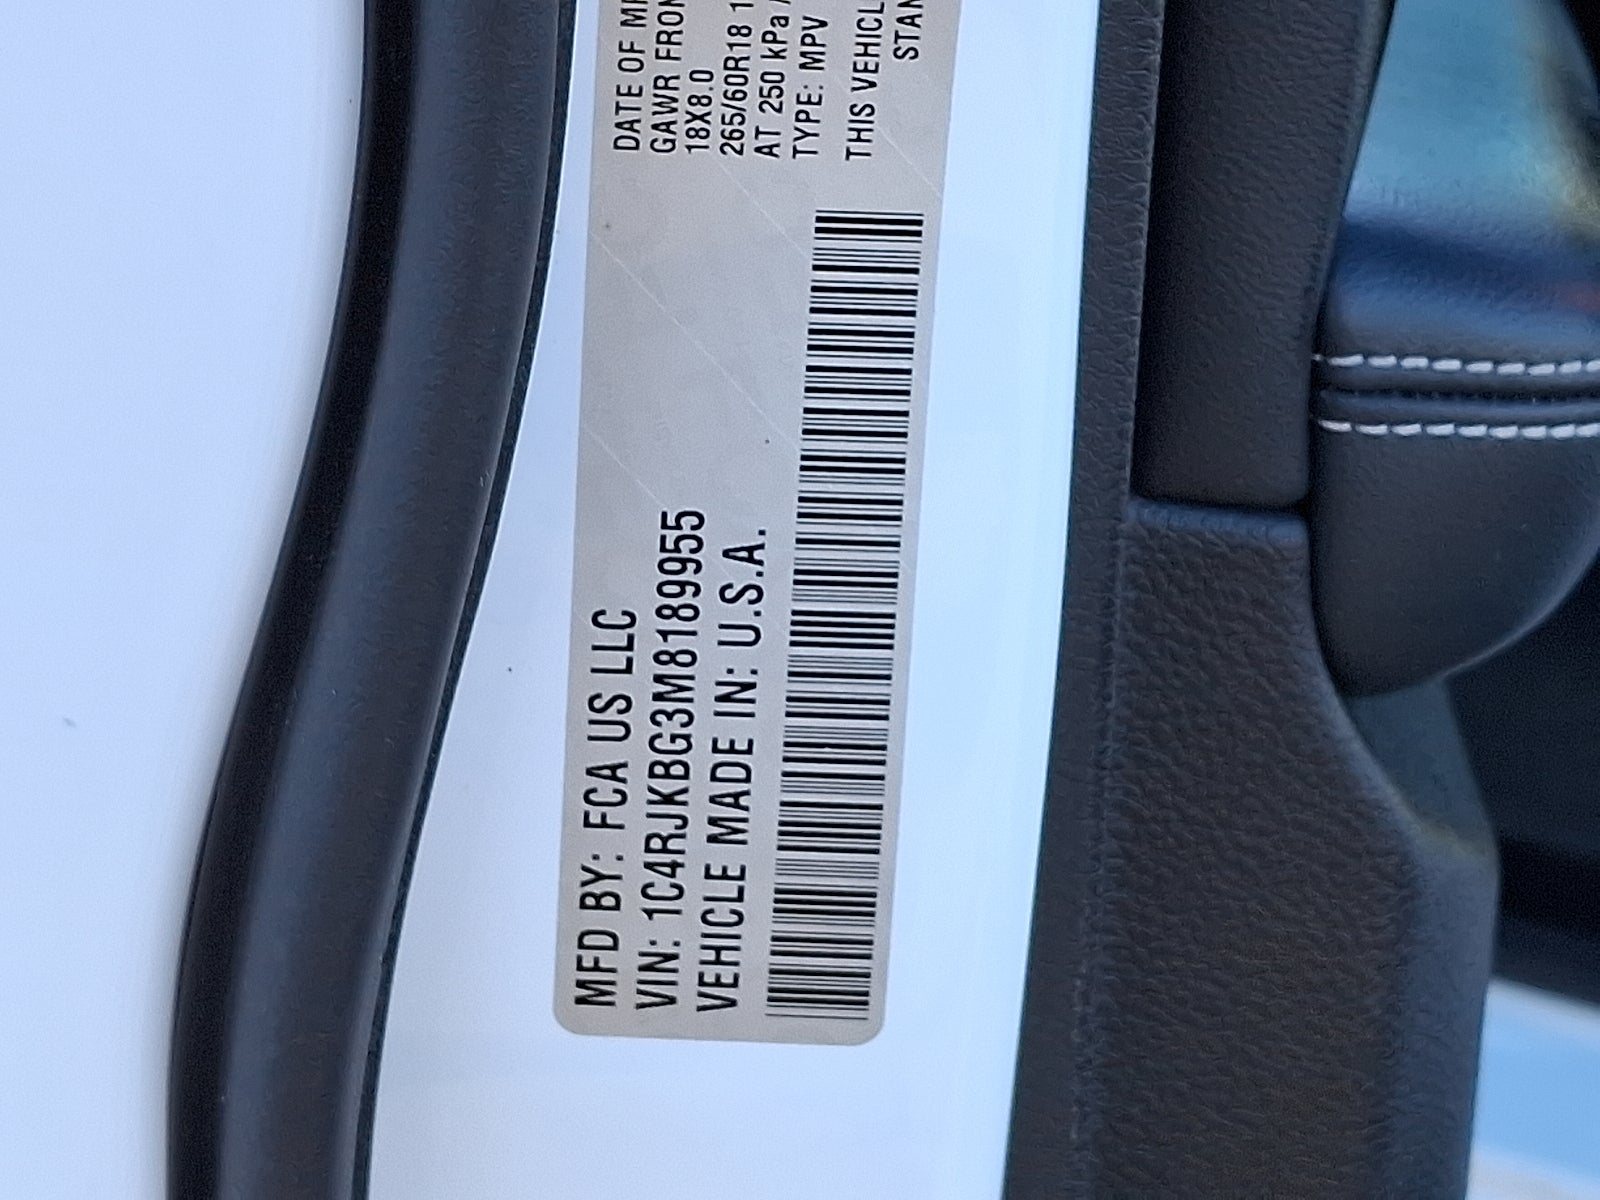 MFD BY: FCA US LLC
VIN: 1C4RJKBG3M8189955
VEHICLE MADE IN: U.S.A.
DATE OF
GAWR FRON
18X8.0
265/60R18
AT 250 kPa
TYPE: MPV
THIS VEHICL
STAN